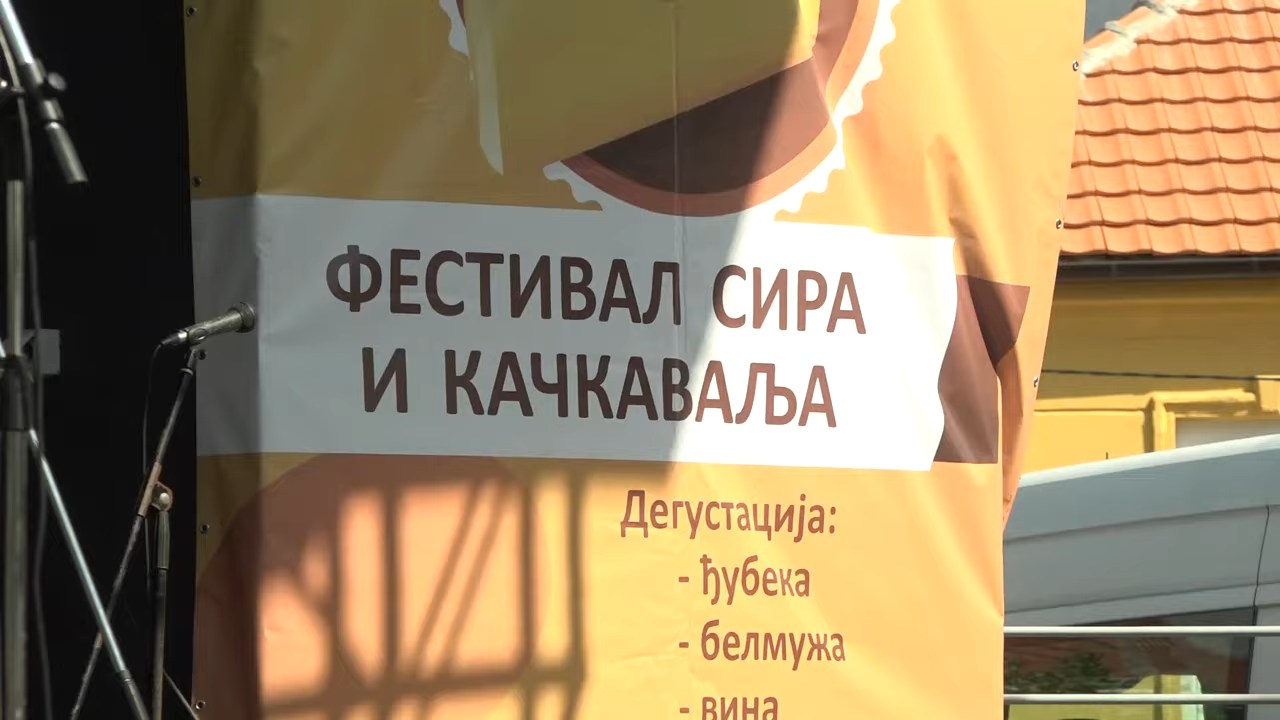 ФЕСТИВАЛ СИРА
И КАЧКАВАЉА
Дегустација:
- ђубека
- белмужа
- вина